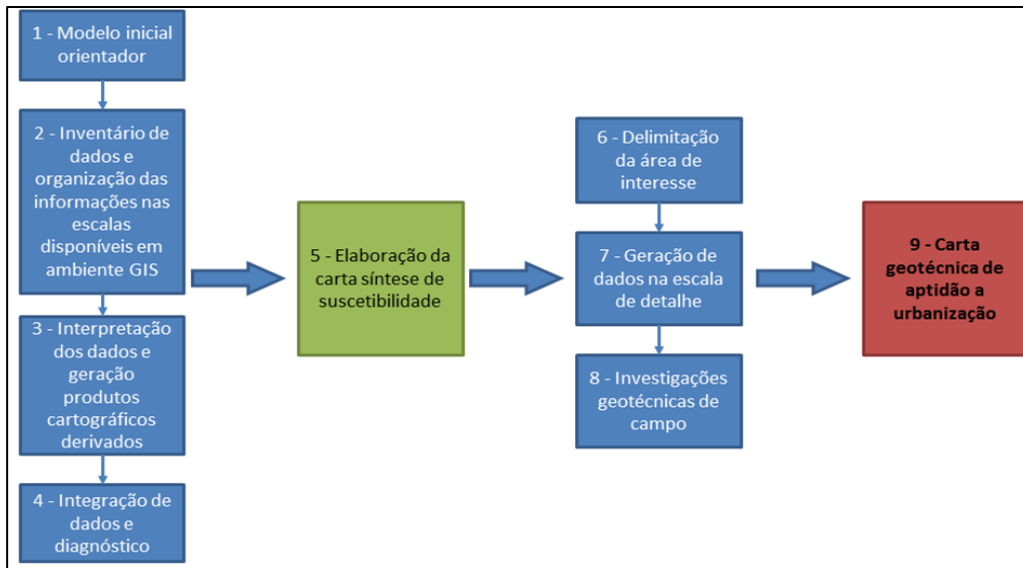 1 - Modelo inicial
orientador
2 - Inventário de
dados e
organização das
informações nas
escalas
disponíveis em
ambiente GIS
3 - Interpretação
dos dados e
geração
produtos
cartográficos
derivados
4 - Integração de
dados e
diagnóstico
5 - Elaboração da
carta síntese de
suscetibilidade
6 - Delimitação
da área de
interesse
7 - Geração de
dados na escala
de detalhe
8 - Investigações
geotécnicas de
campo
9 - Carta
geotécnica de
aptidão a
urbanização